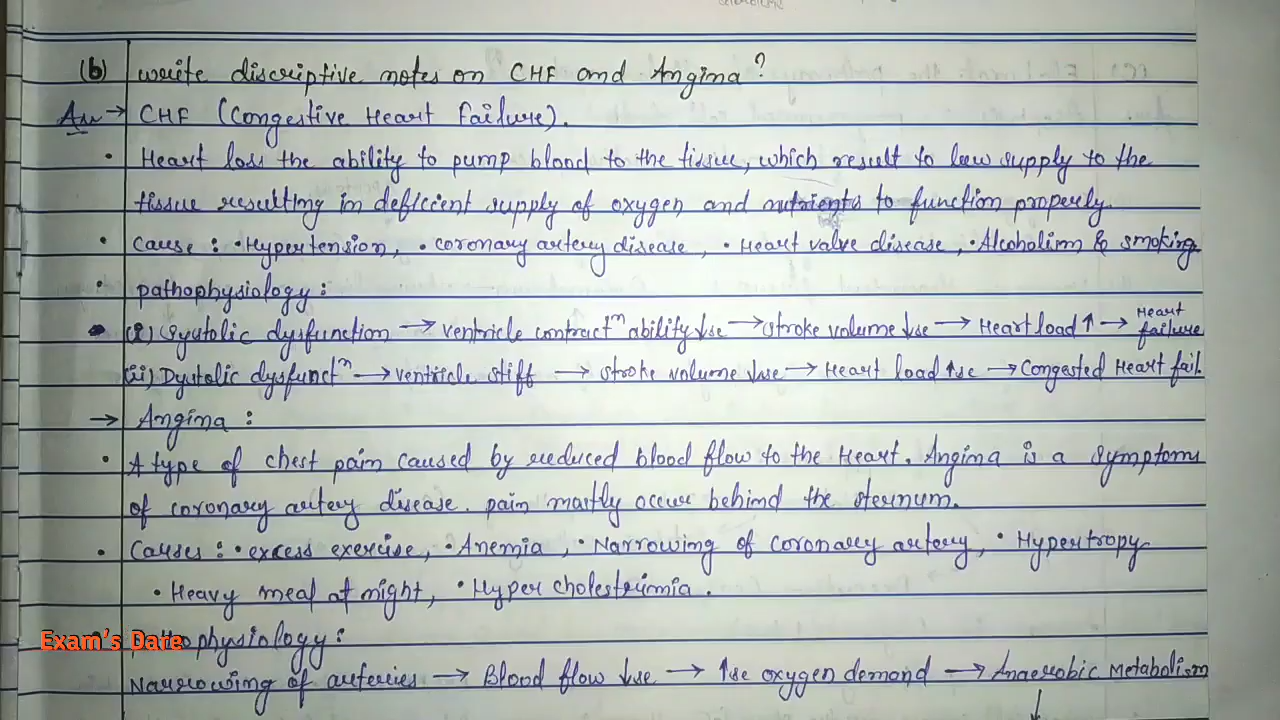 (b) write discriptive notes on CHF and Angina?
Ans → CHF (Congestive Heart Failure).
• Heart loss the ability to pump blood to the tissue, which result to low supply to the
tissue resulting in deficient supply of oxygen and nutrients to function properly.
• Cause : • Hypertension, • coronary artery disease, • Heart valve disease, • Alcoholism & smoking
• pathophysiology :
(i) Systolic dysfunction → ventricle contractⁿ ability ↓se → stroke volume ↓se → Heart load ↑ → Heart failure
(ii) Dystolic dysfunctⁿ → ventricle stiff → stroke volume ↓se → Heart load ↑se → Congested Heart fail.
→ Angina :
• A type of chest pain caused by reduced blood flow to the Heart. Angina is a symptoms
of coronary artery disease. pain mostly occur behind the sternum.
• Causes : • excess exercise, • Anemia, • Narrowing of coronary artery, • Hypertropy
• Heavy meal at night, • Hyper cholestrimia.
Exam's Dare
pathophysiology :
Narrowing of arteries → Blood flow ↓se → ↑se oxygen demand → Anaerobic Metabolism
↓